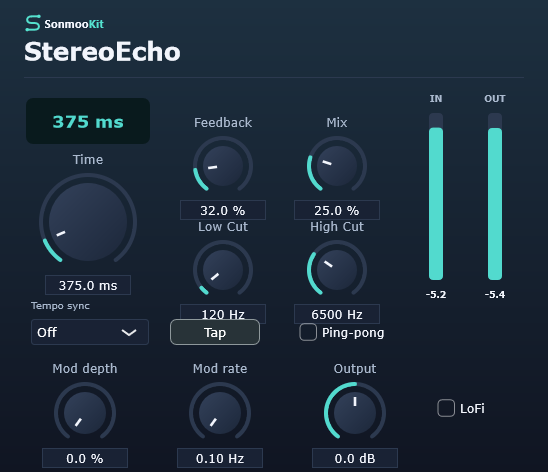 SonmooKit
StereoEcho
IN OUT
375 ms
Feedback Mix
Time
32.0 % 25.0 %
Low Cut High Cut
375.0 ms
Tempo sync
120 Hz 6500 Hz
-5.2 -5.4
Off Tap Ping-pong
Mod depth Mod rate Output
LoFi
0.0 % 0.10 Hz 0.0 dB